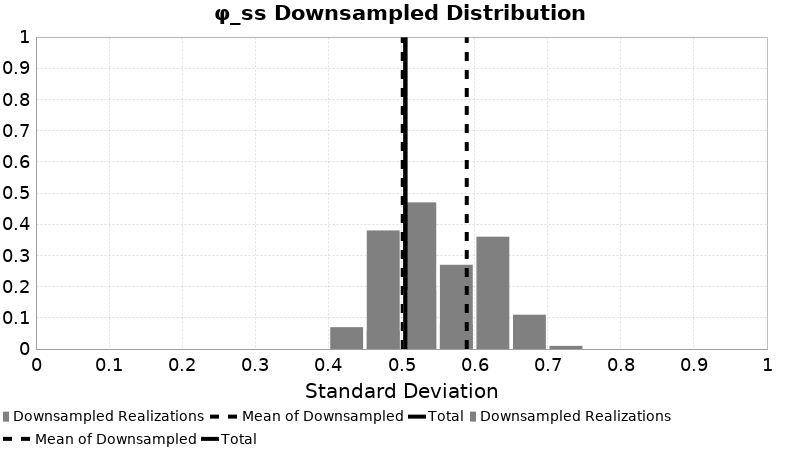 φ_ss Downsampled Distribution
1
0.9
0.8
0.7
0.6
0.5
0.4
0.3
0.2
0.1
0
0 0.1 0.2 0.3 0.4 0.5 0.6 0.7 0.8 0.9 1
Standard Deviation
Downsampled Realizations Mean of Downsampled Total Downsampled Realizations
Mean of Downsampled Total